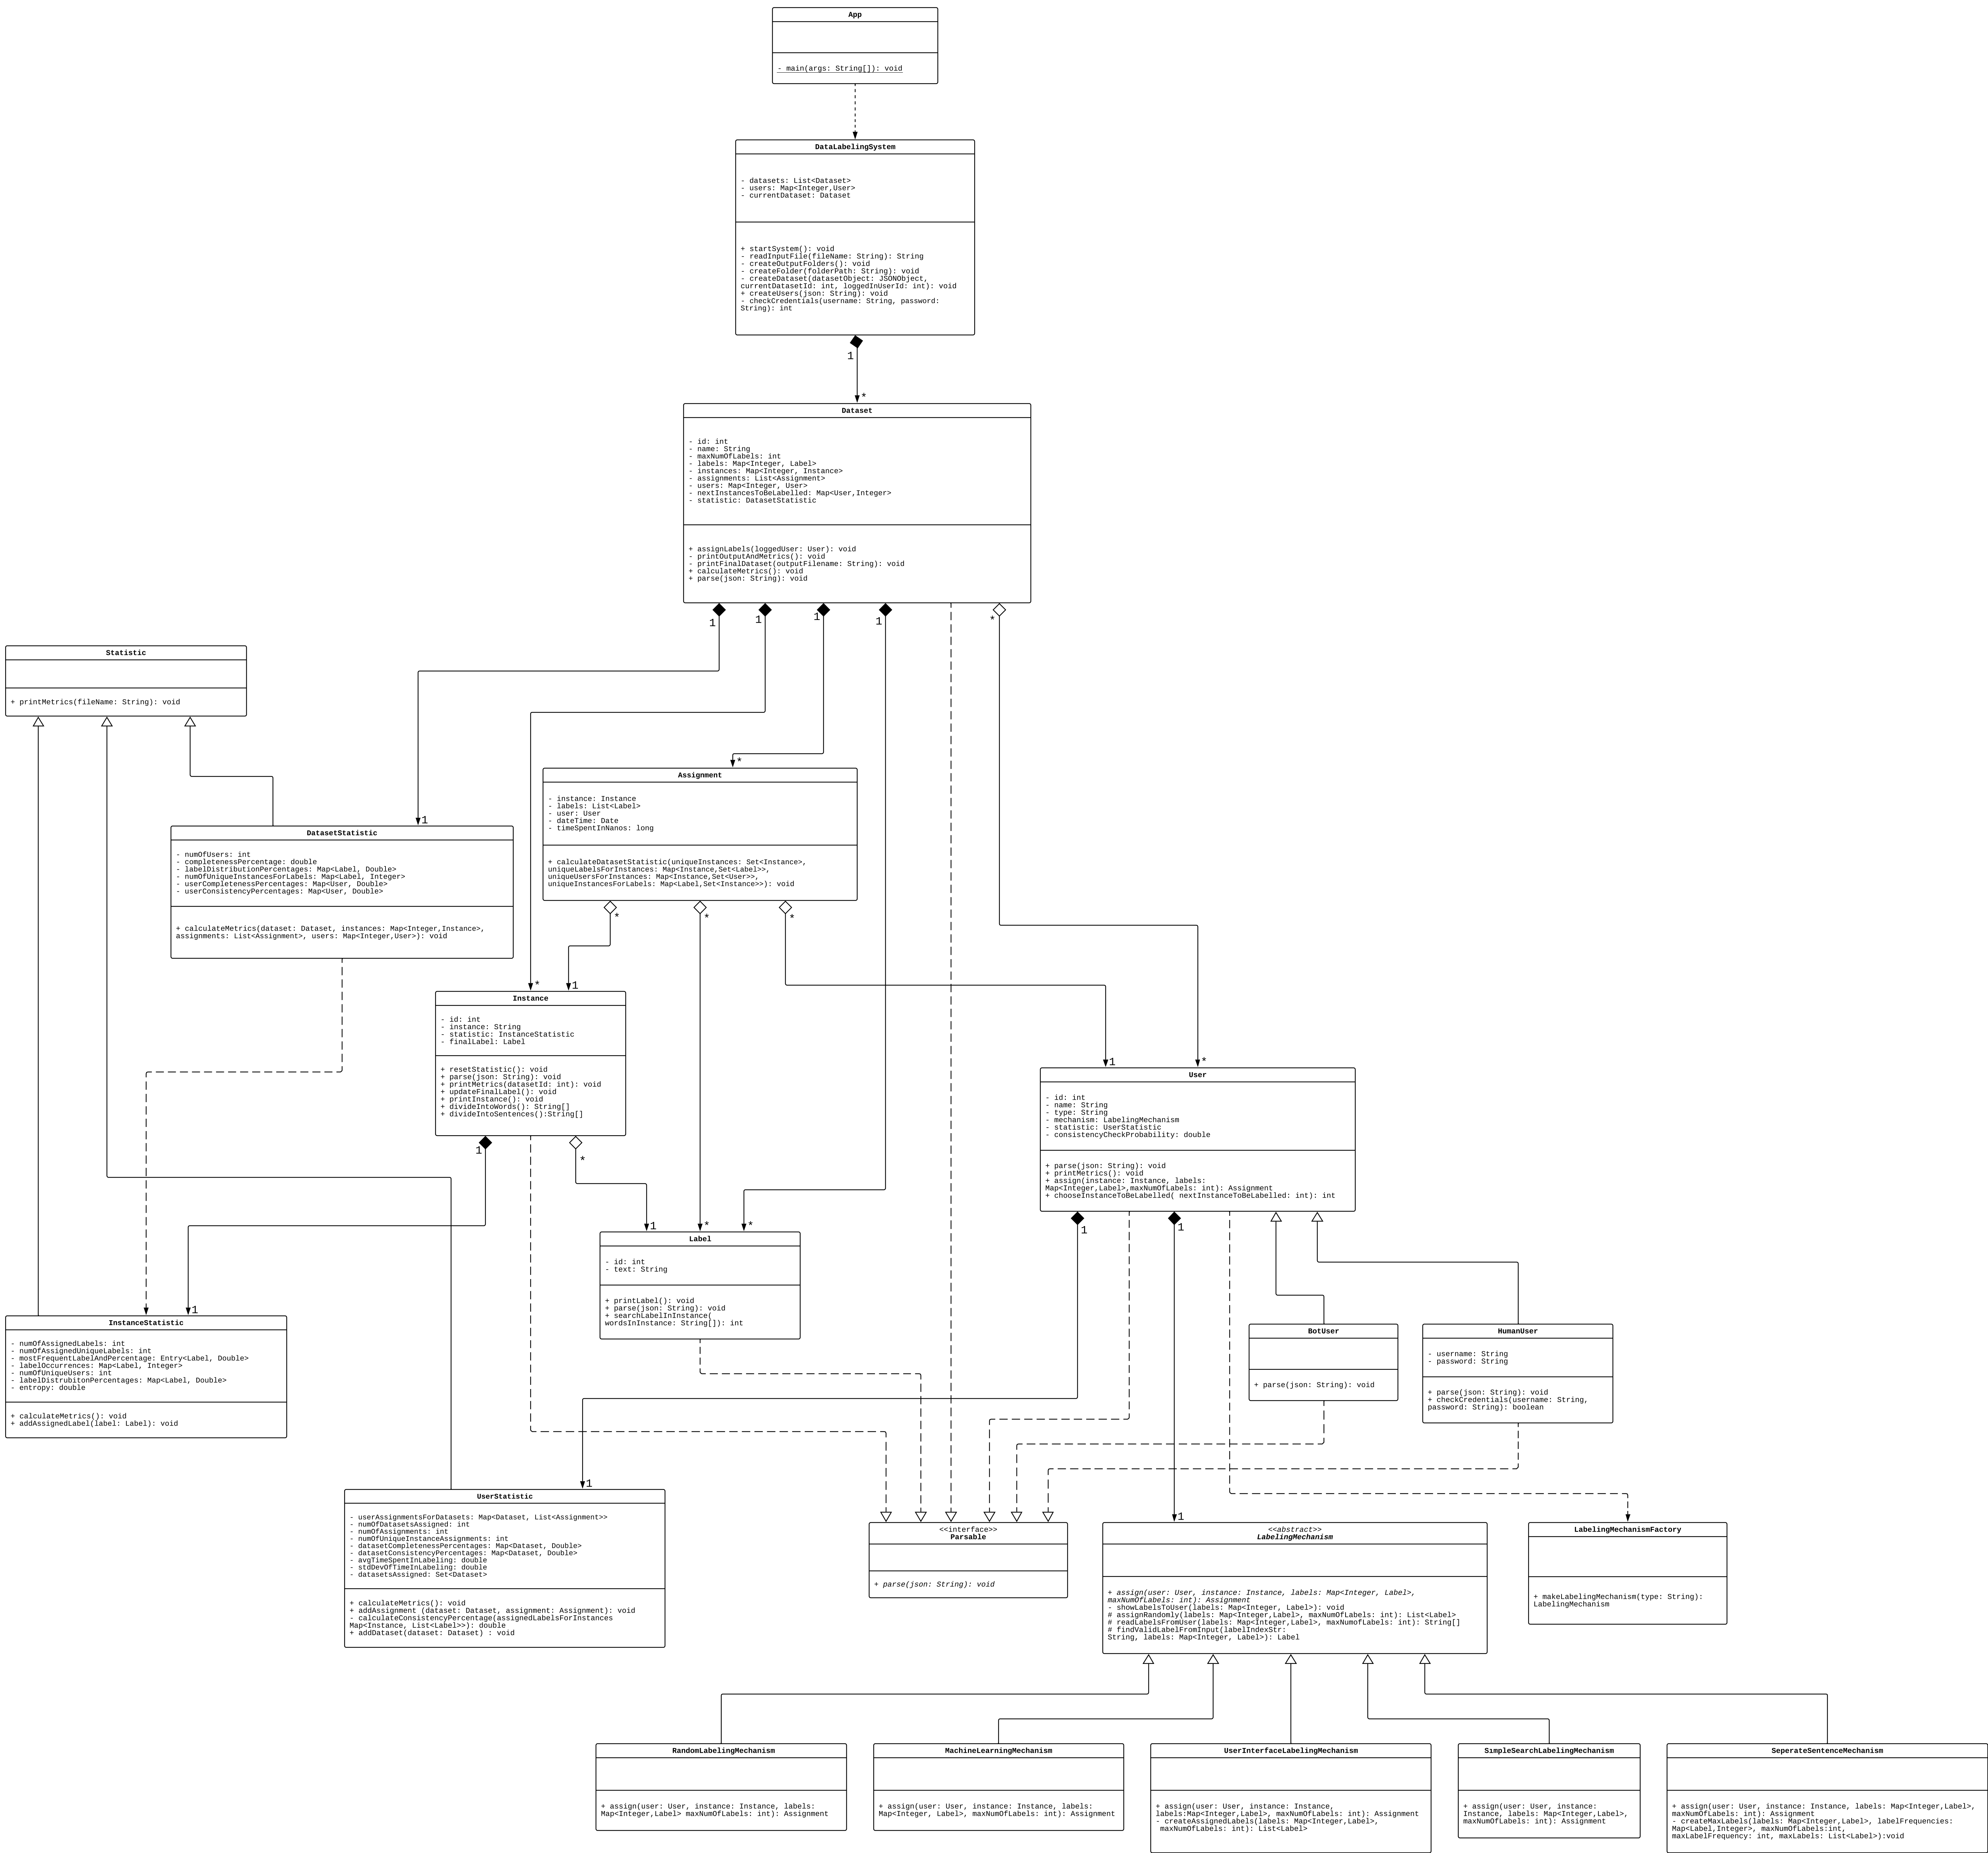 App
- main(args: String[]): void
DataLabelingSystem
- datasets: List<Dataset>
- users: Map<Integer,User>
- currentDataset: Dataset
+ startSystem(): void
- readInputFile(fileName: String): String
- createOutputFolders(): void
- createFolder(folderPath: String): void
- createDataset(datasetObject: JSONObject,
currentDatasetId: int, loggedInUserId: int): void
+ createUsers(json: String): void
- checkCredentials(username: String, password:
String): int
1
*
Dataset
- id: int
- name: String
- maxNumOfLabels: int
- labels: Map<Integer, Label>
- instances: Map<Integer, Instance>
- assignments: List<Assignment>
- users: Map<Integer, User>
- nextInstancesToBeLabelled: Map<User,Integer>
- statistic: DatasetStatistic
+ assignLabels(loggedUser: User): void
- printOutputAndMetrics(): void
- printFinalDataset(outputFilename: String): void
+ calculateMetrics(): void
+ parse(json: String): void
1
1
1
1
*
Statistic
+ printMetrics(fileName: String): void
*
Assignment
- instance: Instance
- labels: List<Label>
- user: User
- dateTime: Date
- timeSpentInNanos: long
+ calculateDatasetStatistic(uniqueInstances: Set<Instance>,
uniqueLabelsForInstances: Map<Instance,Set<Label>>,
uniqueUsersForInstances: Map<Instance,Set<User>>,
uniqueInstancesForLabels: Map<Label,Set<Instance>>): void
*
*
*
1
DatasetStatistic
- numOfUsers: int
- completenessPercentage: double
- labelDistributionPercentages: Map<Label, Double>
- numOfUniqueInstancesForLabels: Map<Label, Integer>
- userCompletenessPercentages: Map<User, Double>
- userConsistencyPercentages: Map<User, Double>
+ calculateMetrics(dataset: Dataset, instances: Map<Integer,Instance>,
assignments: List<Assignment>, users: Map<Integer,User>): void
*
1
Instance
- id: int
- instance: String
- statistic: InstanceStatistic
- finalLabel: Label
+ resetStatistic(): void
+ parse(json: String): void
+ printMetrics(datasetId: int): void
+ updateFinalLabel(): void
+ printInstance(): void
+ divideIntoWords(): String[]
+ divideIntoSentences():String[]
1
*
1
*
User
- id: int
- name: String
- type: String
- mechanism: LabelingMechanism
- statistic: UserStatistic
- consistencyCheckProbability: double
+ parse(json: String): void
+ printMetrics(): void
+ assign(instance: Instance, labels:
Map<Integer,Label>,maxNumOfLabels: int): Assignment
+ chooseInstanceToBeLabelled( nextInstanceToBeLabelled: int): int
1
1
1
*
*
Label
- id: int
- text: String
+ printLabel(): void
+ parse(json: String): void
+ searchLabelInInstance(
wordsInInstance: String[]): int
1
InstanceStatistic
- numOfAssignedLabels: int
- numOfAssignedUniqueLabels: int
- mostFrequentLabelAndPercentage: Entry<Label, Double>
- labelOccurrences: Map<Label, Integer>
- numOfUniqueUsers: int
- labelDistrubitonPercentages: Map<Label, Double>
- entropy: double
+ calculateMetrics(): void
+ addAssignedLabel(label: Label): void
BotUser
+ parse(json: String): void
HumanUser
- username: String
- password: String
+ parse(json: String): void
+ checkCredentials(username: String,
password: String): boolean
1
UserStatistic
- userAssignmentsForDatasets: Map<Dataset, List<Assignment>>
- numOfDatasetsAssigned: int
- numOfAssignments: int
- numOfUniqueInstanceAssignments: int
- datasetCompletenessPercentages: Map<Dataset, Double>
- datasetConsistencyPercentages: Map<Dataset, Double>
- avgTimeSpentInLabeling: double
- stdDevOfTimeInLabeling: double
- datasetsAssigned: Set<Dataset>
+ calculateMetrics(): void
+ addAssignment (dataset: Dataset, assignment: Assignment): void
- calculateConsistencyPercentage(assignedLabelsForInstances
Map<Instance, List<Label>>): double
+ addDataset(dataset: Dataset) : void
<<interface>>
Parsable
+ parse(json: String): void
1
<<abstract>>
LabelingMechanism
+ assign(user: User, instance: Instance, labels: Map<Integer, Label>,
maxNumOfLabels: int): Assignment
- showLabelsToUser(labels: Map<Integer, Label>): void
# assignRandomly(labels: Map<Integer,Label>, maxNumOfLabels: int): List<Label>
# readLabelsFromUser(labels: Map<Integer,Label>, maxNumofLabels: int): String[]
# findValidLabelFromInput(labelIndexStr:
String, labels: Map<Integer, Label>): Label
LabelingMechanismFactory
+ makeLabelingMechanism(type: String):
LabelingMechanism
RandomLabelingMechanism
+ assign(user: User, instance: Instance, labels:
Map<Integer,Label> maxNumOfLabels: int): Assignment
MachineLearningMechanism
+ assign(user: User, instance: Instance, labels:
Map<Integer, Label>, maxNumOfLabels: int): Assignment
UserInterfaceLabelingMechanism
+ assign(user: User, instance: Instance,
labels:Map<Integer,Label>, maxNumOfLabels: int): Assignment
- createAssignedLabels(labels: Map<Integer,Label>,
maxNumOfLabels: int): List<Label>
SımpleSearchLabelingMechanism
+ assign(user: User, instance:
Instance, labels: Map<Integer,Label>,
maxNumOfLabels: int): Assignment
SeperateSentenceMechanism
+ assign(user: User, instance: Instance, labels: Map<Integer,Label>,
maxNumOfLabels: int): Assignment
- createMaxLabels(labels: Map<Integer,Label>, labelFrequencies:
Map<Label,Integer>, maxNumOfLabels:int,
maxLabelFrequency: int, maxLabels: List<Label>):void